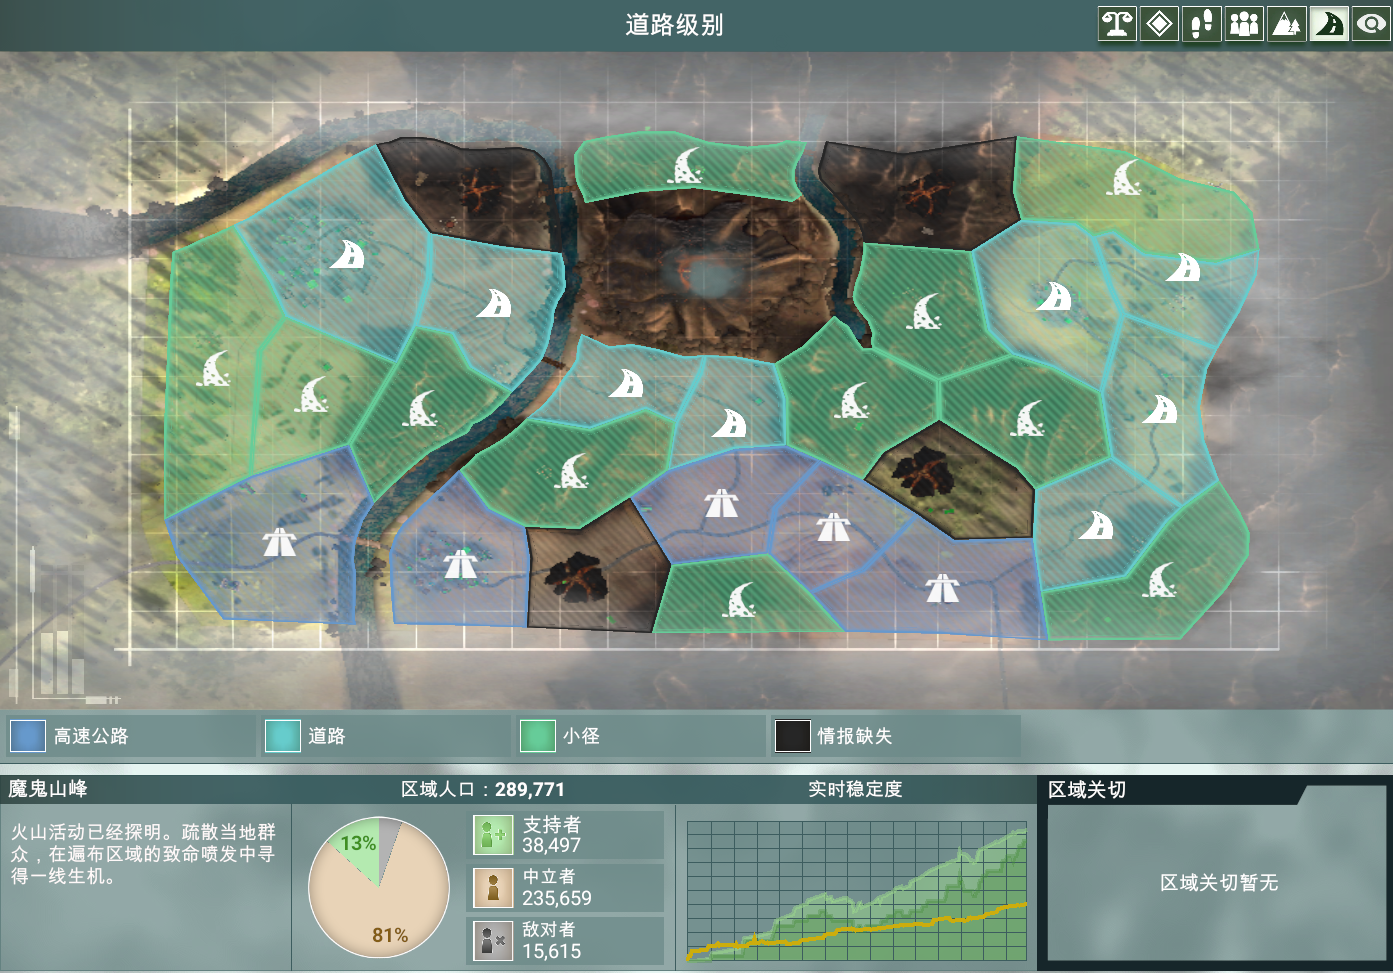 道路级别
高速公路
道路
小径
情报缺失
魔鬼山峰
火山活动已经探明。疏散当地群
众，在遍布区域的致命喷发中寻
得一线生机。
区域人口：289,771
13%
81%
支持者
38,497
中立者
235,659
敌对者
15,615
实时稳定度
区域关切
区域关切暂无